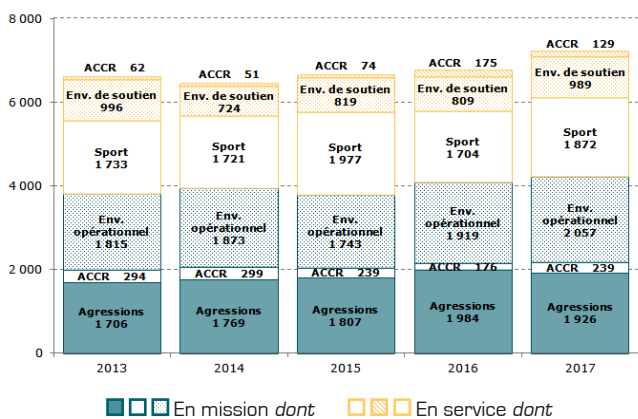 8 000
6 000
4 000
2 000
0
ACCR 62
Env. de soutien
996
Sport
1 733
Env.
opérationnel
1 815
ACCR 294
Agressions
1 706
2013
ACCR 51
Env. de soutien
724
Sport
1 721
Env.
opérationnel
1 873
ACCR 299
Agressions
1 769
2014
ACCR 74
Env. de soutien
819
Sport
1 977
Env.
opérationnel
1 743
ACCR 239
Agressions
1 807
2015
ACCR 175
Env. de soutien
809
Sport
1 704
Env.
opérationnel
1 919
ACCR 176
Agressions
1 984
2016
ACCR 129
Env. de soutien
989
Sport
1 872
Env.
opérationnel
2 057
ACCR 239
Agressions
1 926
2017
En mission dont
En service dont